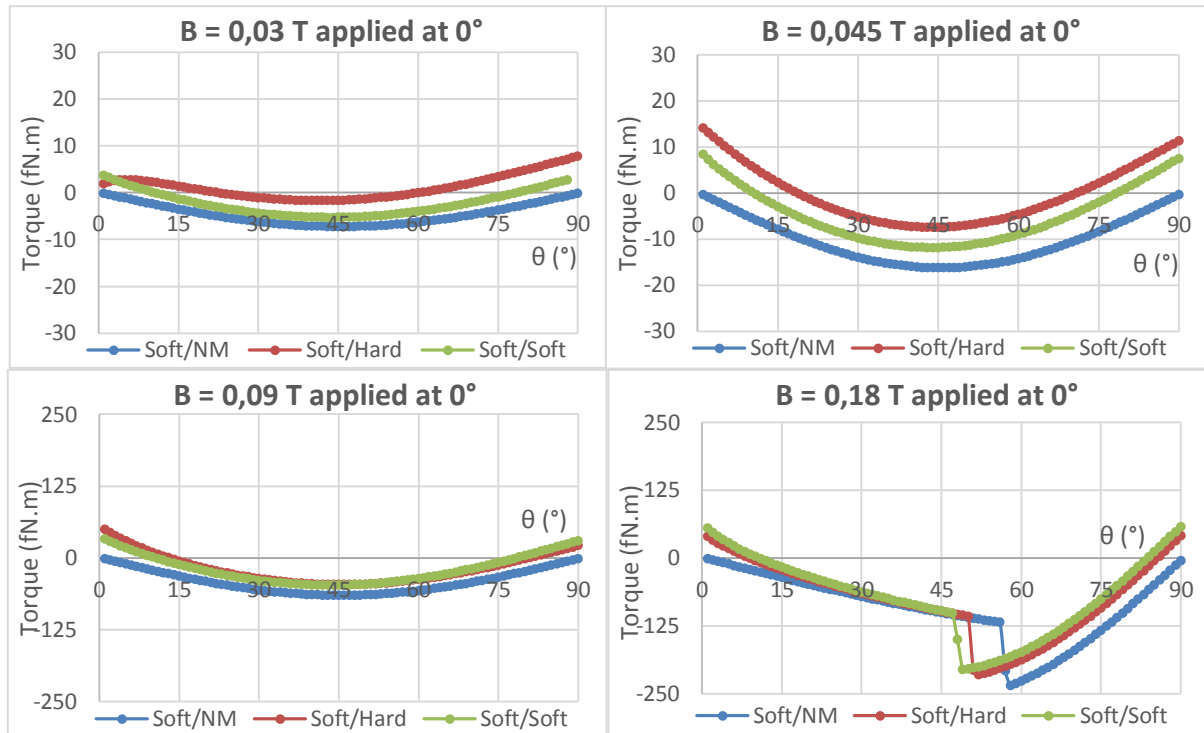 B = 0,03 T applied at 0°
30
20
10
0
-10
-20
-30
Torque (fN.m)
0 15 30 45 60 75 90
θ (°)
Soft/NM Soft/Hard Soft/Soft
B = 0,045 T applied at 0°
30
20
10
0
-10
-20
-30
Torque (fN.m)
0 15 30 45 60 75 90
θ (°)
Soft/NM Soft/Hard Soft/Soft
B = 0,09 T applied at 0°
250
125
0
-125
-250
Torque (fN.m)
θ (°)
0 15 30 45 60 75 90
Soft/NM Soft/Hard Soft/Soft
B = 0,18 T applied at 0°
250
125
0
-125
-250
Torque (fN.m)
θ (°)
0 15 30 45 60 75 90
Soft/NM Soft/Hard Soft/Soft